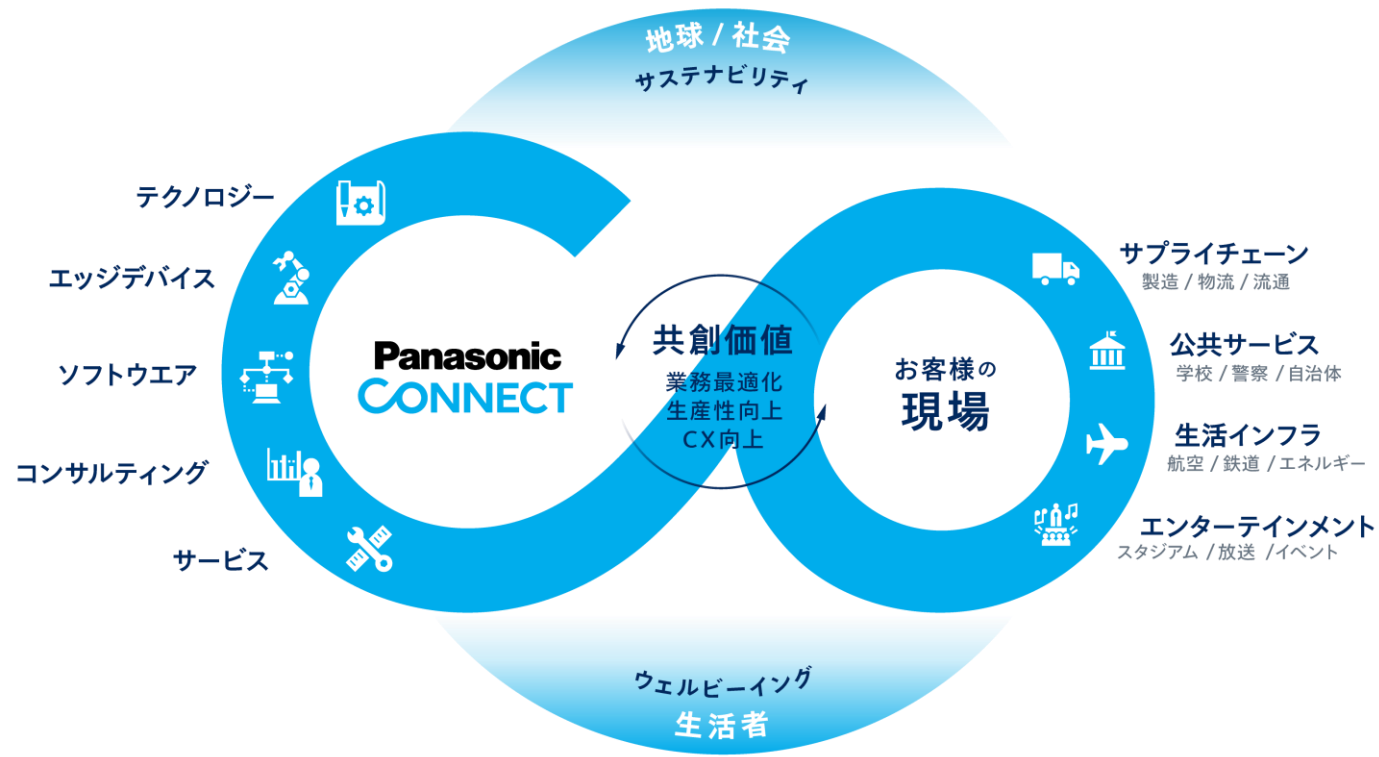 地球 / 社会
サステナビリティ
テクノロジー
エッジデバイス
ソフトウエア
コンサルティング
サービス
Panasonic
CONNECT
共創価値
業務最適化
生産性向上
CX向上
お客様の
現場
サプライチェーン
製造 / 物流 / 流通
公共サービス
学校 / 警察 / 自治体
生活インフラ
航空 / 鉄道 / エネルギー
エンターテインメント
スタジアム / 放送 /イベント
ウェルビーイング
生活者